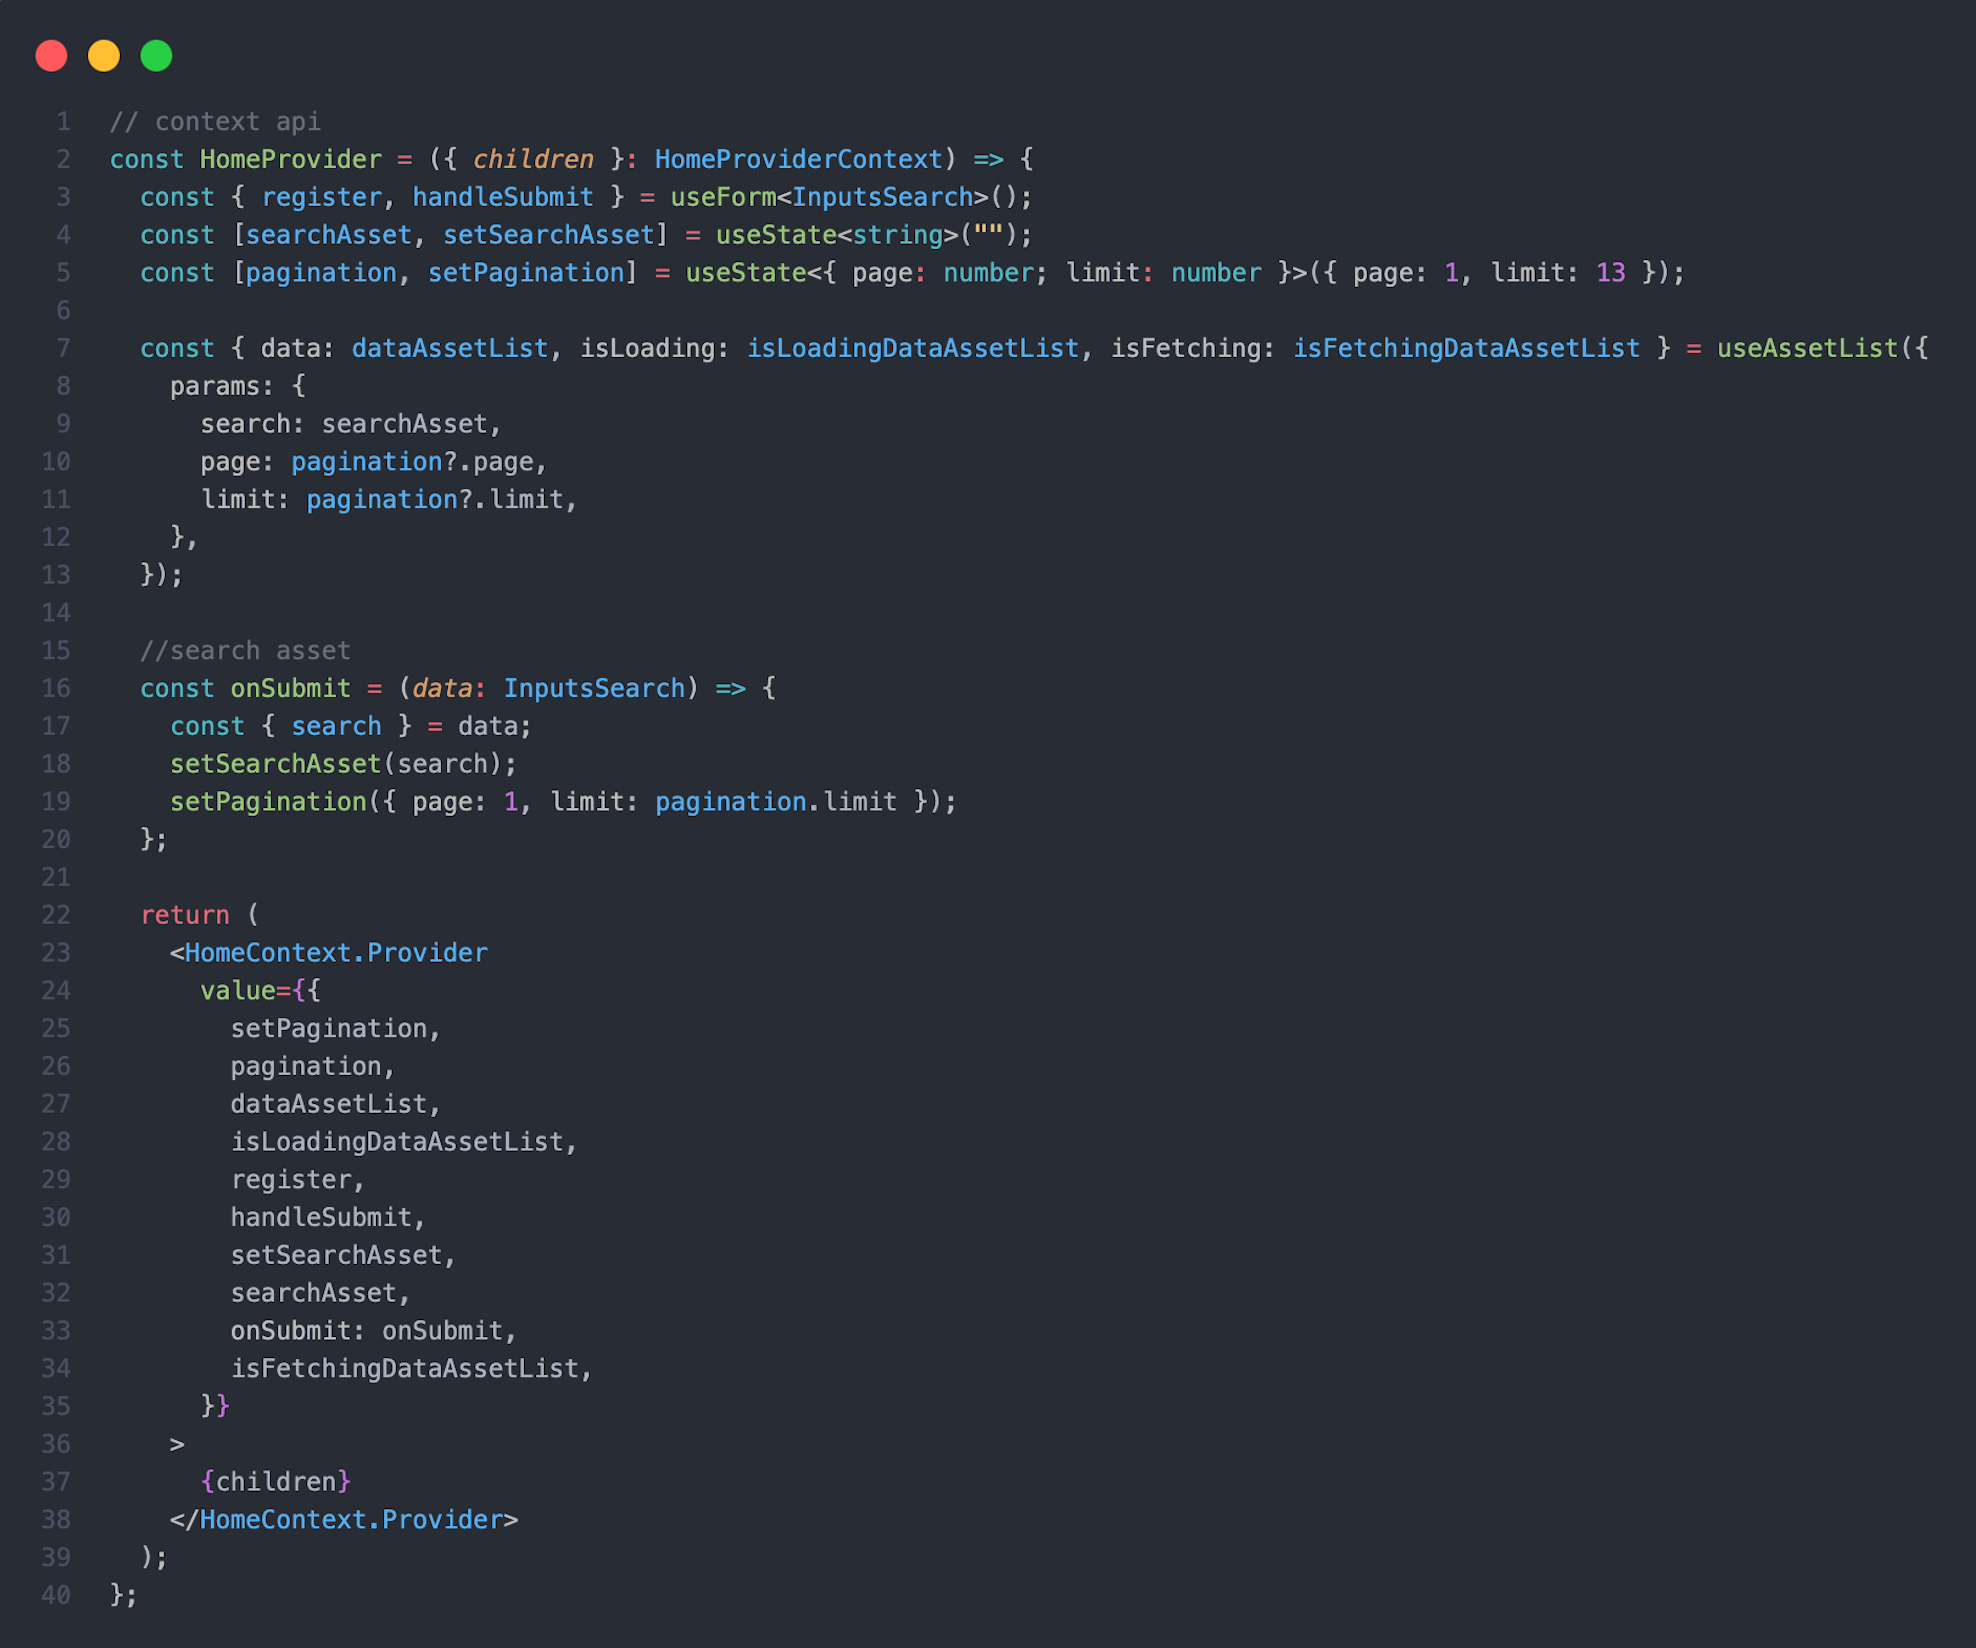 1 // context api
2 const HomeProvider = ({ children }: HomeProviderContext) => {
3   const { register, handleSubmit } = useForm<InputsSearch>();
4   const [searchAsset, setSearchAsset] = useState<string>("");
5   const [pagination, setPagination] = useState<{ page: number; limit: number }>({ page: 1, limit: 13 });
6
7   const { data: dataAssetList, isLoading: isLoadingDataAssetList, isFetching: isFetchingDataAssetList } = useAssetList({
8     params: {
9       search: searchAsset,
10       page: pagination?.page,
11       limit: pagination?.limit,
12     },
13   });
14
15   //search asset
16   const onSubmit = (data: InputsSearch) => {
17     const { search } = data;
18     setSearchAsset(search);
19     setPagination({ page: 1, limit: pagination.limit });
20   };
21
22   return (
23     <HomeContext.Provider
24       value={{
25         setPagination,
26         pagination,
27         dataAssetList,
28         isLoadingDataAssetList,
29         register,
30         handleSubmit,
31         setSearchAsset,
32         searchAsset,
33         onSubmit: onSubmit,
34         isFetchingDataAssetList,
35       }}
36     >
37       {children}
38     </HomeContext.Provider>
39   );
40 };